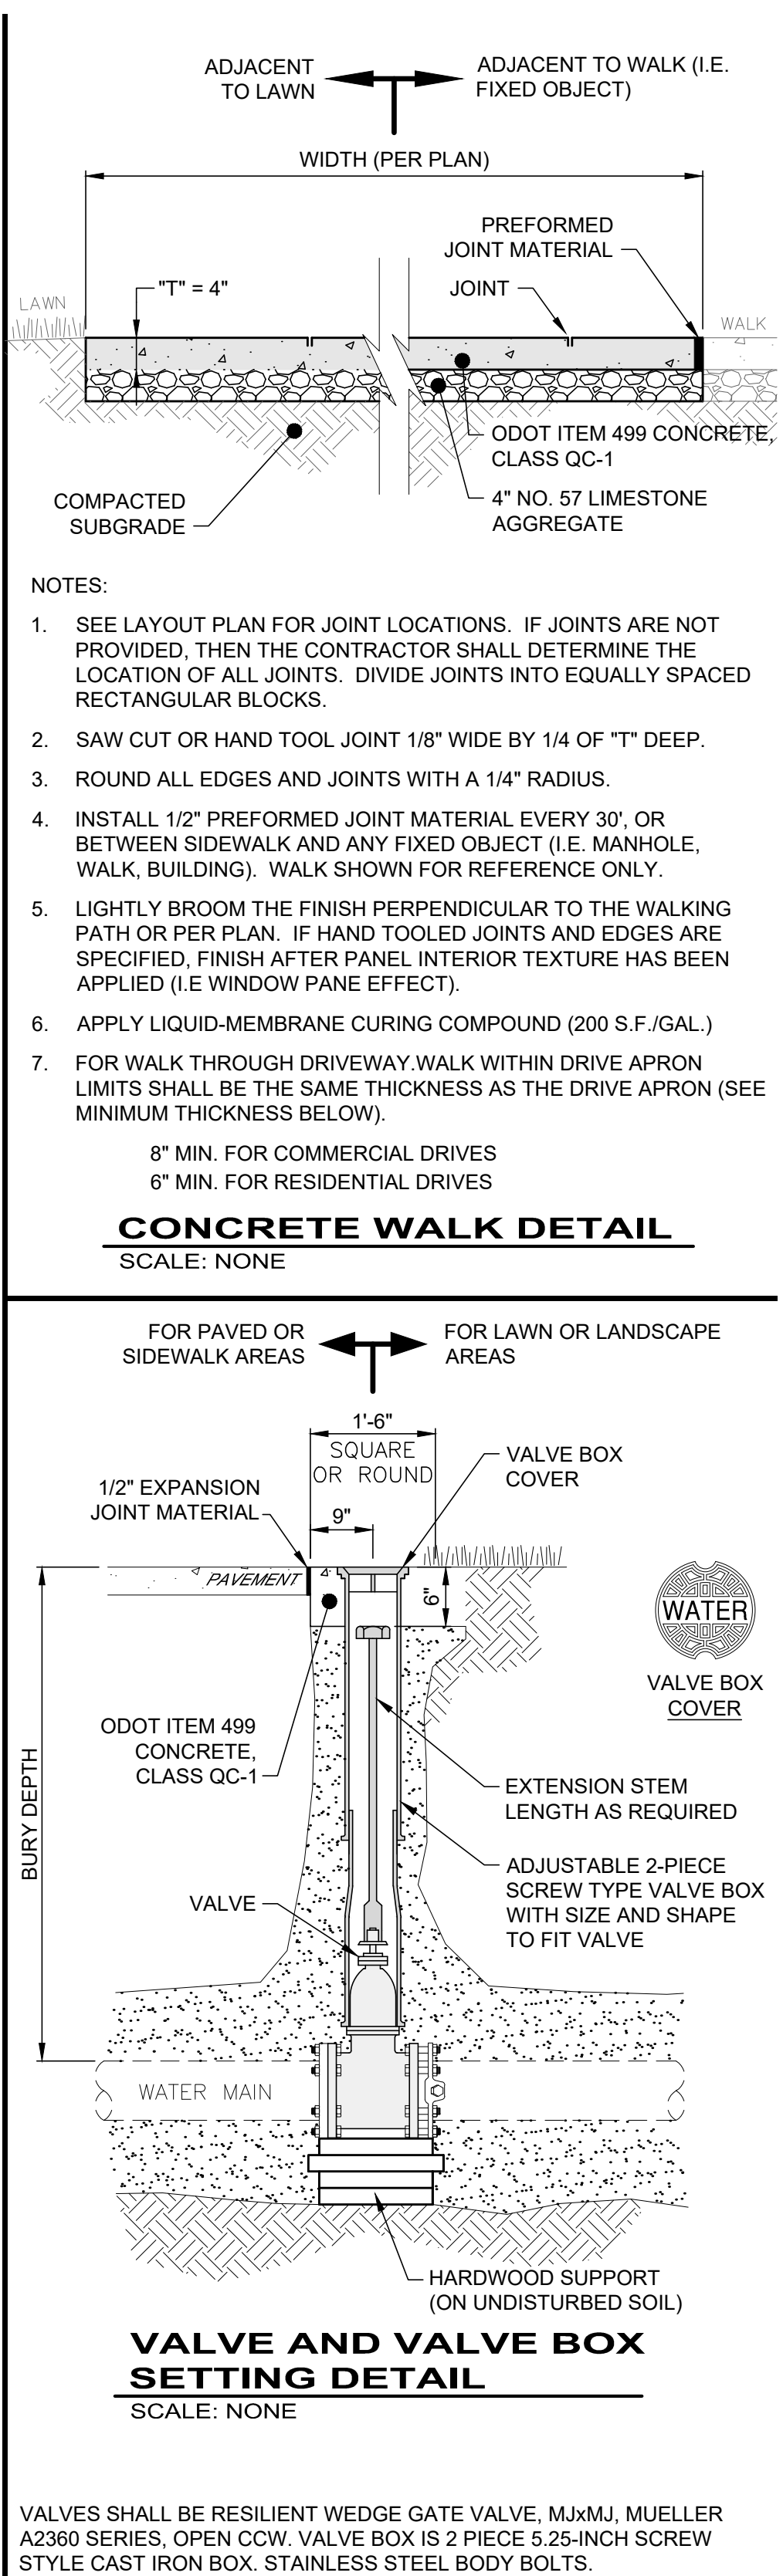 ADJACENT
TO LAWN
ADJACENT TO WALK (I.E.
FIXED OBJECT)
WIDTH (PER PLAN)
PREFORMED
JOINT MATERIAL
"T" = 4"
JOINT
LAWN
WALK
ODOT ITEM 499 CONCRETE,
CLASS QC-1
COMPACTED
SUBGRADE
4" NO. 57 LIMESTONE
AGGREGATE
NOTES:
1. SEE LAYOUT PLAN FOR JOINT LOCATIONS. IF JOINTS ARE NOT
PROVIDED, THEN THE CONTRACTOR SHALL DETERMINE THE
LOCATION OF ALL JOINTS. DIVIDE JOINTS INTO EQUALLY SPACED
RECTANGULAR BLOCKS.
2. SAW CUT OR HAND TOOL JOINT 1/8" WIDE BY 1/4 OF "T" DEEP.
3. ROUND ALL EDGES AND JOINTS WITH A 1/4" RADIUS.
4. INSTALL 1/2" PREFORMED JOINT MATERIAL EVERY 30', OR
BETWEEN SIDEWALK AND ANY FIXED OBJECT (I.E. MANHOLE,
WALK, BUILDING). WALK SHOWN FOR REFERENCE ONLY.
5. LIGHTLY BROOM THE FINISH PERPENDICULAR TO THE WALKING
PATH OR PER PLAN. IF HAND TOOLED JOINTS AND EDGES ARE
SPECIFIED, FINISH AFTER PANEL INTERIOR TEXTURE HAS BEEN
APPLIED (I.E WINDOW PANE EFFECT).
6. APPLY LIQUID-MEMBRANE CURING COMPOUND (200 S.F./GAL.)
7. FOR WALK THROUGH DRIVEWAY.WALK WITHIN DRIVE APRON
LIMITS SHALL BE THE SAME THICKNESS AS THE DRIVE APRON (SEE
MINIMUM THICKNESS BELOW).
8" MIN. FOR COMMERCIAL DRIVES
6" MIN. FOR RESIDENTIAL DRIVES
CONCRETE WALK DETAIL
SCALE: NONE
FOR PAVED OR
SIDEWALK AREAS
FOR LAWN OR LANDSCAPE
AREAS
1'-6"
SQUARE
OR ROUND
VALVE BOX
COVER
1/2" EXPANSION
JOINT MATERIAL
9"
PAVEMENT
6"
WATER
VALVE BOX
COVER
ODOT ITEM 499
CONCRETE,
CLASS QC-1
BURY DEPTH
EXTENSION STEM
LENGTH AS REQUIRED
ADJUSTABLE 2-PIECE
SCREW TYPE VALVE BOX
WITH SIZE AND SHAPE
TO FIT VALVE
VALVE
WATER MAIN
HARDWOOD SUPPORT
(ON UNDISTURBED SOIL)
VALVE AND VALVE BOX
SETTING DETAIL
SCALE: NONE
VALVES SHALL BE RESILIENT WEDGE GATE VALVE, MJxMJ, MUELLER
A2360 SERIES, OPEN CCW. VALVE BOX IS 2 PIECE 5.25-INCH SCREW
STYLE CAST IRON BOX. STAINLESS STEEL BODY BOLTS.